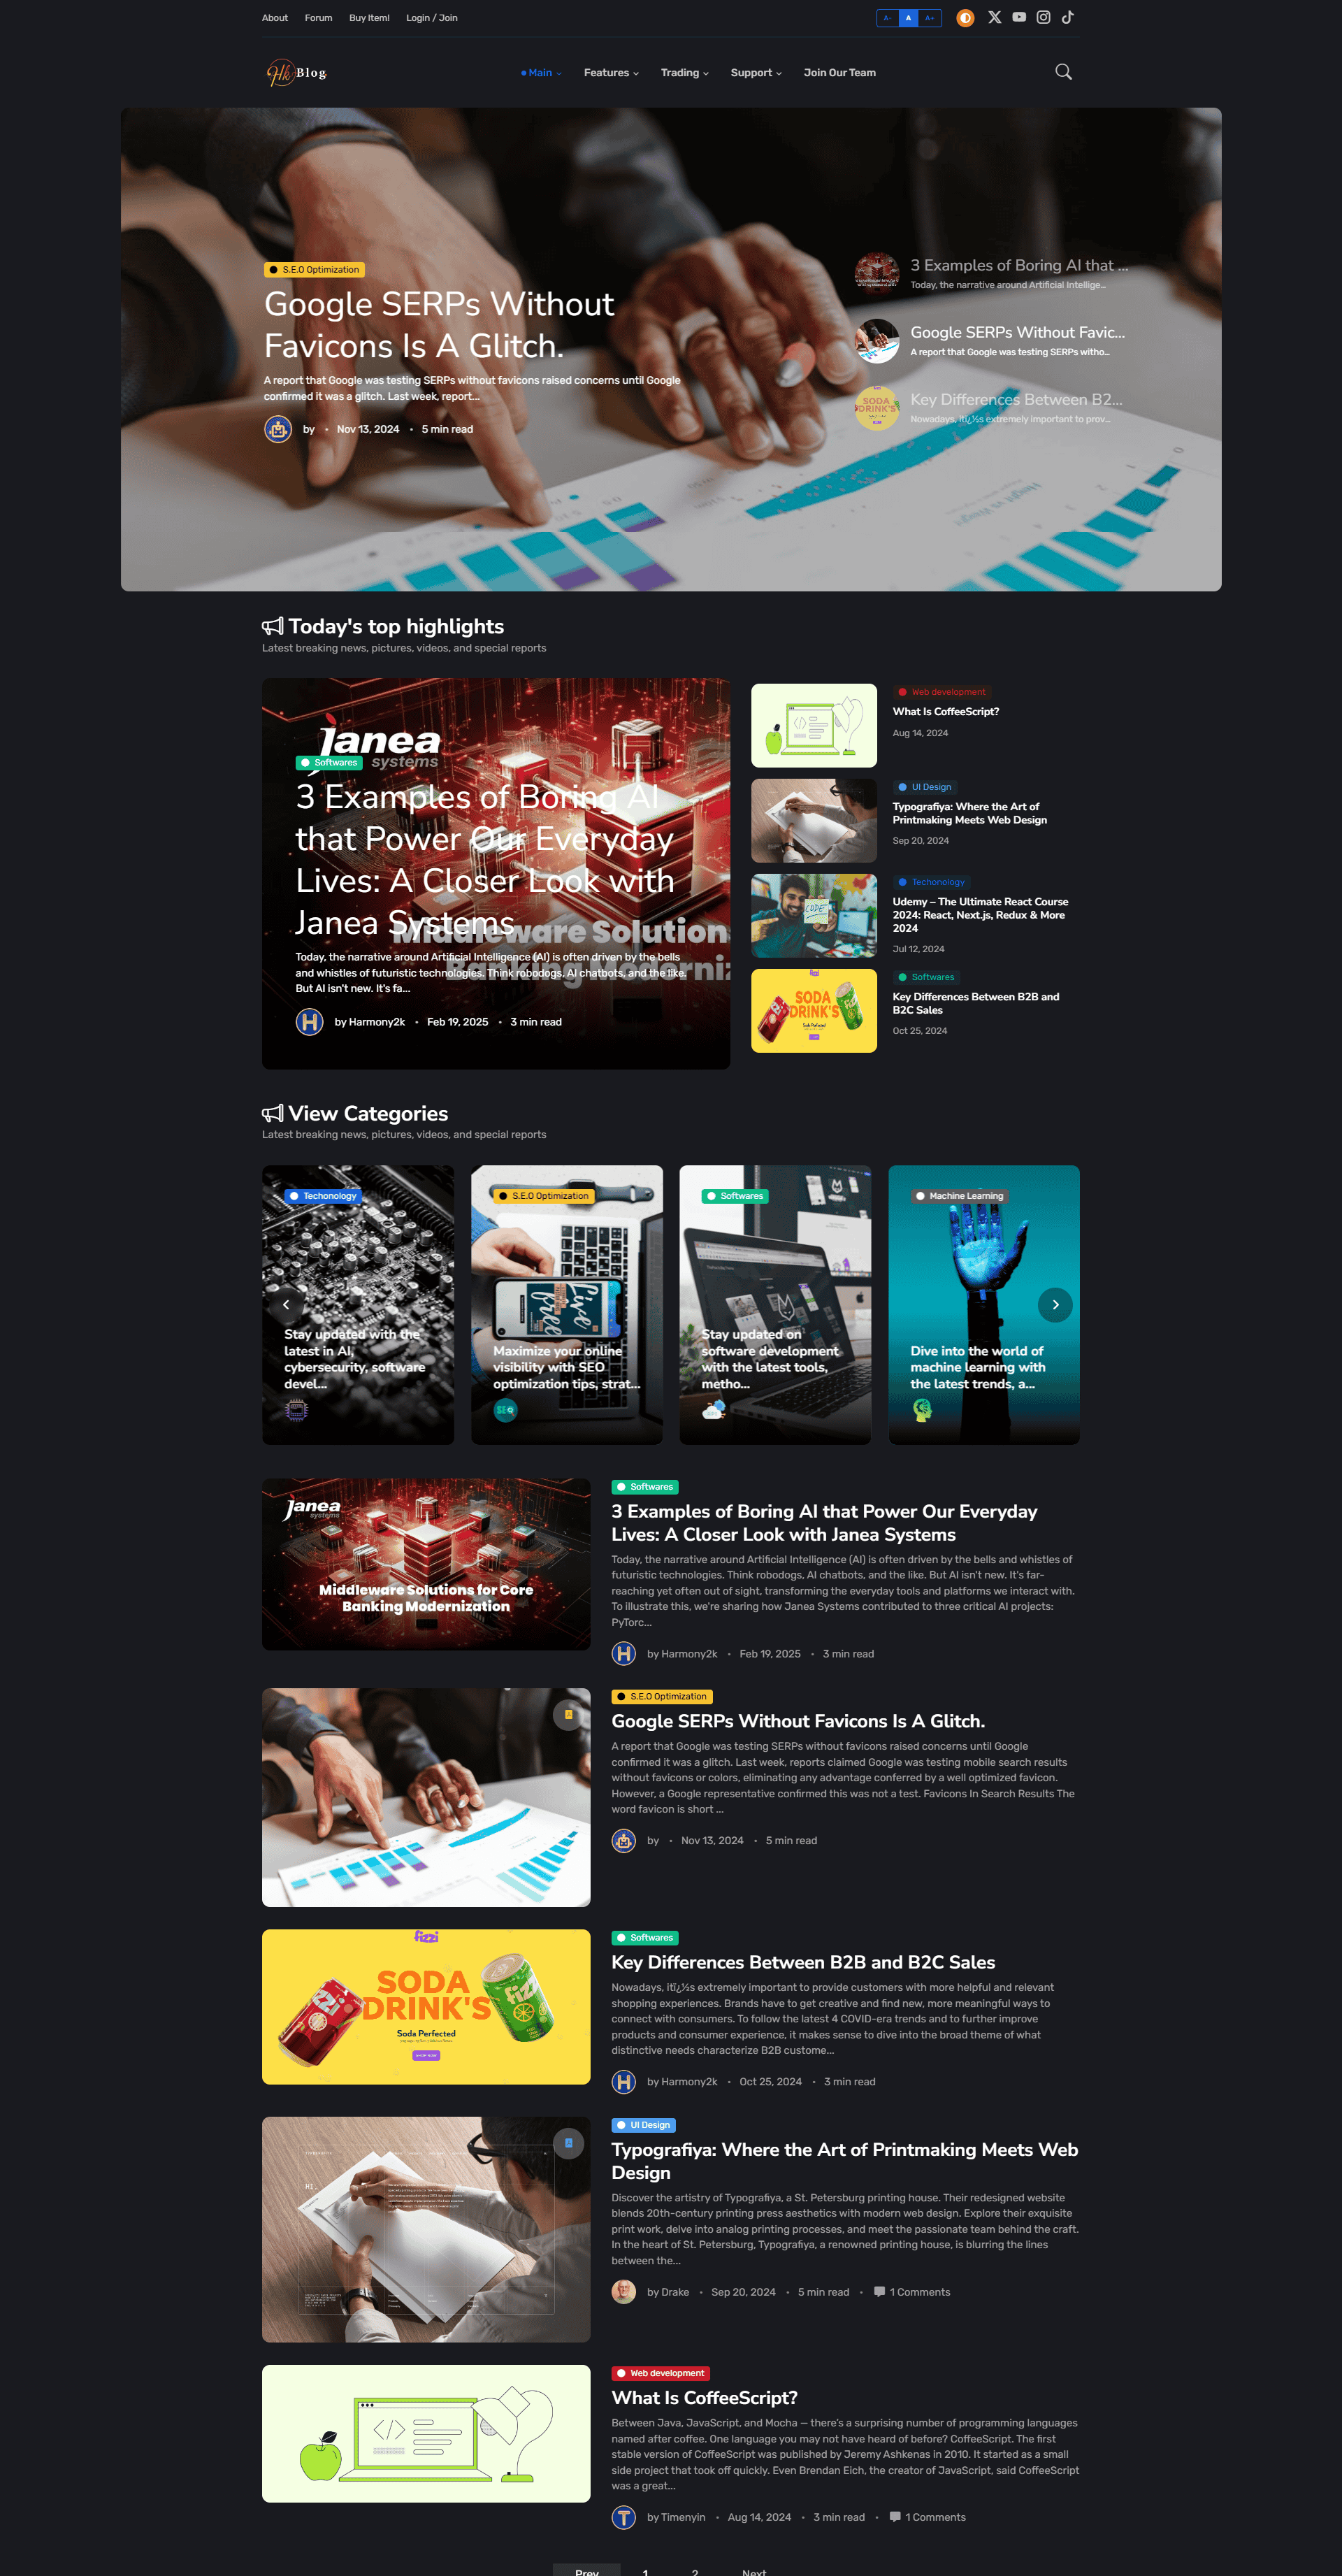 About Forum Buy Item! Login / Join
A- A A+
Hk Blog
Main Features Trading Support Join Our Team
S.E.O Optimization
Google SERPs Without
Favicons Is A Glitch.
A report that Google was testing SERPs without favicons raised concerns until Google
confirmed it was a glitch. Last week, report...
by • Nov 13, 2024 • 5 min read
3 Examples of Boring AI that ...
Today, the narrative around Artificial Intellige...
Google SERPs Without Favic...
A report that Google was testing SERPs witho...
SODA
DRINK'S
Key Differences Between B2...
Nowadays, itï¿½s extremely important to prov...
Today's top highlights
Latest breaking news, pictures, videos, and special reports
janea
systems
Softwares
3 Examples of Boring AI
that Power Our Everyday
Lives: A Closer Look with
Janea Systems
Middleware Solution
Banking Moderniz
Today, the narrative around Artificial Intelligence (AI) is often driven by the bells
and whistles of futuristic technologies. Think robodogs, AI chatbots, and the like.
But AI isn't new. It's fa...
H by Harmony2k • Feb 19, 2025 • 3 min read
Web development
What Is CoffeeScript?
Aug 14, 2024
UI Design
Typografiya: Where the Art of
Printmaking Meets Web Design
Sep 20, 2024
CODE
Techonology
Udemy – The Ultimate React Course
2024: React, Next.js, Redux & More
2024
Jul 12, 2024
fizzi
SODA
DRINK'S
Soda Perfected
Softwares
Key Differences Between B2B and
B2C Sales
Oct 25, 2024
View Categories
Latest breaking news, pictures, videos, and special reports
Techonology
Stay updated with the
latest in AI,
cybersecurity, software
devel...
S.E.O Optimization
Maximize your online
visibility with SEO
optimization tips, strat...
SEO
Softwares
Stay updated on
software development
with the latest tools,
metho...
Machine Learning
Dive into the world of
machine learning with
the latest trends, a...
janea
systems
Middleware Solutions for Core
Banking Modernization
Softwares
3 Examples of Boring AI that Power Our Everyday
Lives: A Closer Look with Janea Systems
Today, the narrative around Artificial Intelligence (AI) is often driven by the bells and whistles of
futuristic technologies. Think robodogs, AI chatbots, and the like. But AI isn't new. It's far-
reaching yet often out of sight, transforming the everyday tools and platforms we interact with.
To illustrate this, we're sharing how Janea Systems contributed to three critical AI projects:
PyTorc...
H by Harmony2k • Feb 19, 2025 • 3 min read
S.E.O Optimization
Google SERPs Without Favicons Is A Glitch.
A report that Google was testing SERPs without favicons raised concerns until Google
confirmed it was a glitch. Last week, reports claimed Google was testing mobile search results
without favicons or colors, eliminating any advantage conferred by a well optimized favicon.
However, a Google representative confirmed this was not a test. Favicons In Search Results The
word favicon is short ...
by • Nov 13, 2024 • 5 min read
fizzi
SODA
DRINK'S
Soda Perfected
Softwares
Key Differences Between B2B and B2C Sales
Nowadays, itï¿½s extremely important to provide customers with more helpful and relevant
shopping experiences. Brands have to get creative and find new, more meaningful ways to
connect with consumers. To follow the latest 4 COVID-era trends and to further improve
products and consumer experience, it makes sense to dive into the broad theme of what
distinctive needs characterize B2B custome...
H by Harmony2k • Oct 25, 2024 • 3 min read
HI,
UI Design
Typografiya: Where the Art of Printmaking Meets Web
Design
Discover the artistry of Typografiya, a St. Petersburg printing house. Their redesigned website
blends 20th-century printing press aesthetics with modern web design. Explore their exquisite
print work, delve into analog printing processes, and meet the passionate team behind the craft.
In the heart of St. Petersburg, Typografiya, a renowned printing house, is blurring the lines
between the...
by Drake • Sep 20, 2024 • 5 min read • 1 Comments
Web development
What Is CoffeeScript?
Between Java, JavaScript, and Mocha — there's a surprising number of programming languages
named after coffee. One language you may not have heard of before? CoffeeScript. The first
stable version of CoffeeScript was published by Jeremy Ashkenas in 2010. It started as a small
side project that took off quickly. Even Brendan Eich, the creator of JavaScript, said CoffeeScript
was a great...
T by Timenyin • Aug 14, 2024 • 3 min read • 1 Comments
Prev 1 2 Next